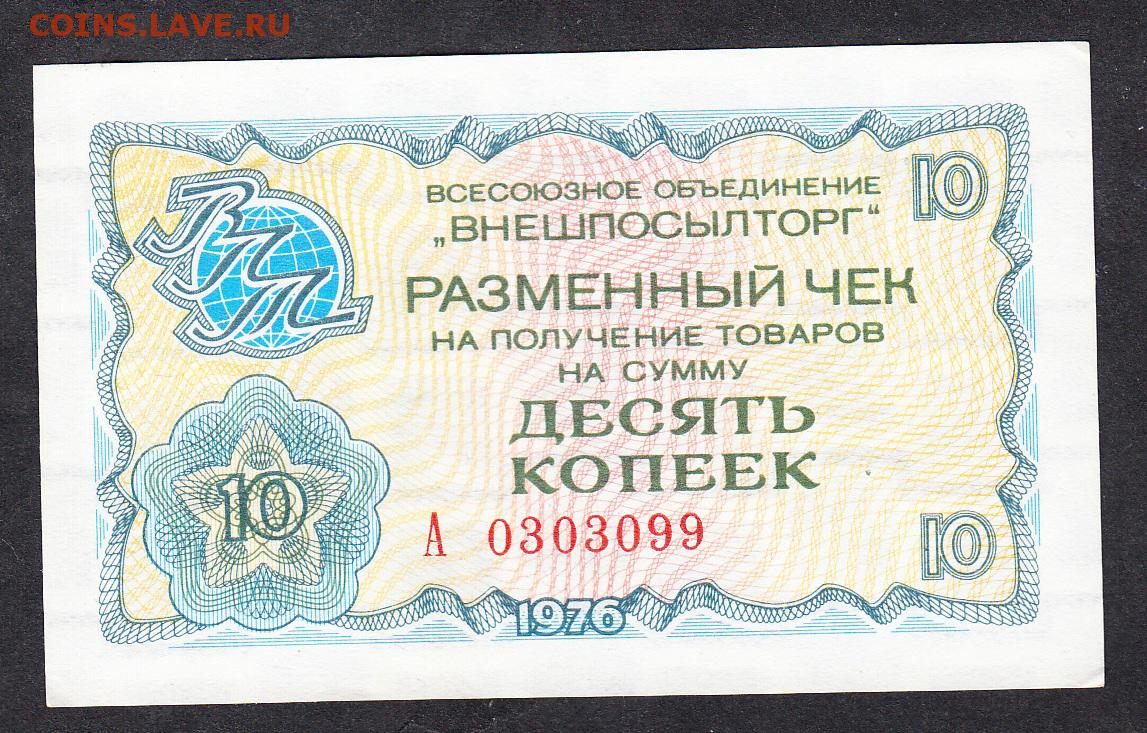 COINS.LAVE.RU
ВПТ
ВСЕСОЮЗНОЕ ОБЪЕДИНЕНИЕ
10
„ВНЕШПОСЫЛТОРГ“
РАЗМЕННЫЙ ЧЕК
НА ПОЛУЧЕНИЕ ТОВАРОВ
НА СУММУ
ДЕСЯТЬ
КОПЕЕК
10
А 0303099
10
1976